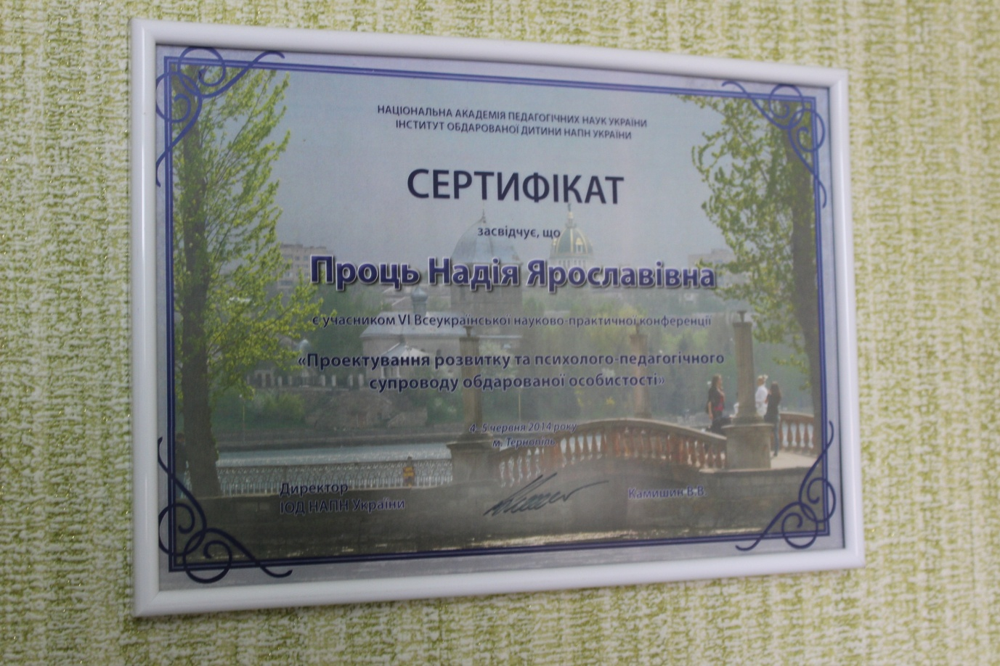 НАЦІОНАЛЬНА АКАДЕМІЯ ПЕДАГОГІЧНИХ НАУК УКРАЇНИ
ІНСТИТУТ ОБДАРОВАНОЇ ДИТИНИ НАПН УКРАЇНИ
СЕРТИФІКАТ
засвідчує, що
Проць Надія Ярославівна
є учасником VI Всеукраїнської науково-практичної конференції
«Проектування розвитку та психолого-педагогічного
супроводу обдарованої особистості»
4- 5 червня 2014 року
м. Тернопіль
Директор
ІОД НАПН України
Камишин В.В.